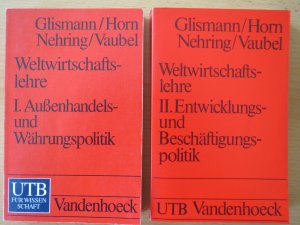 Glismann/Horn
Nehring/Vaubel
Weltwirtschafts-
lehre
I. Außenhandels-
und
Währungspolitik
UTB
FÜR WISSEN
SCHAFT
Vandenhoeck
Glismann/Horn
Nehring/Vaubel
Weltwirtschafts-
lehre
II. Entwicklungs-
und
Beschäftigungs-
politik
UTB Vandenhoeck